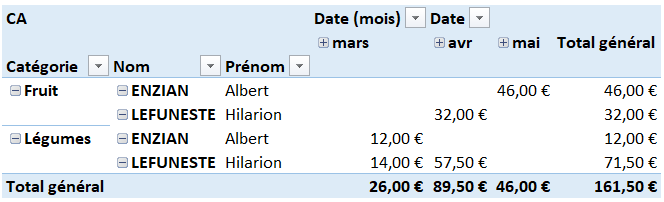 CA Date (mois) Date
mars avr mai Total général
Catégorie Nom Prénom
Fruit ENZIAN Albert 46,00 € 46,00 €
LEFUNESTE Hilarion 32,00 € 32,00 €
Légumes ENZIAN Albert 12,00 € 12,00 €
LEFUNESTE Hilarion 14,00 € 57,50 € 71,50 €
Total général 26,00 € 89,50 € 46,00 € 161,50 €